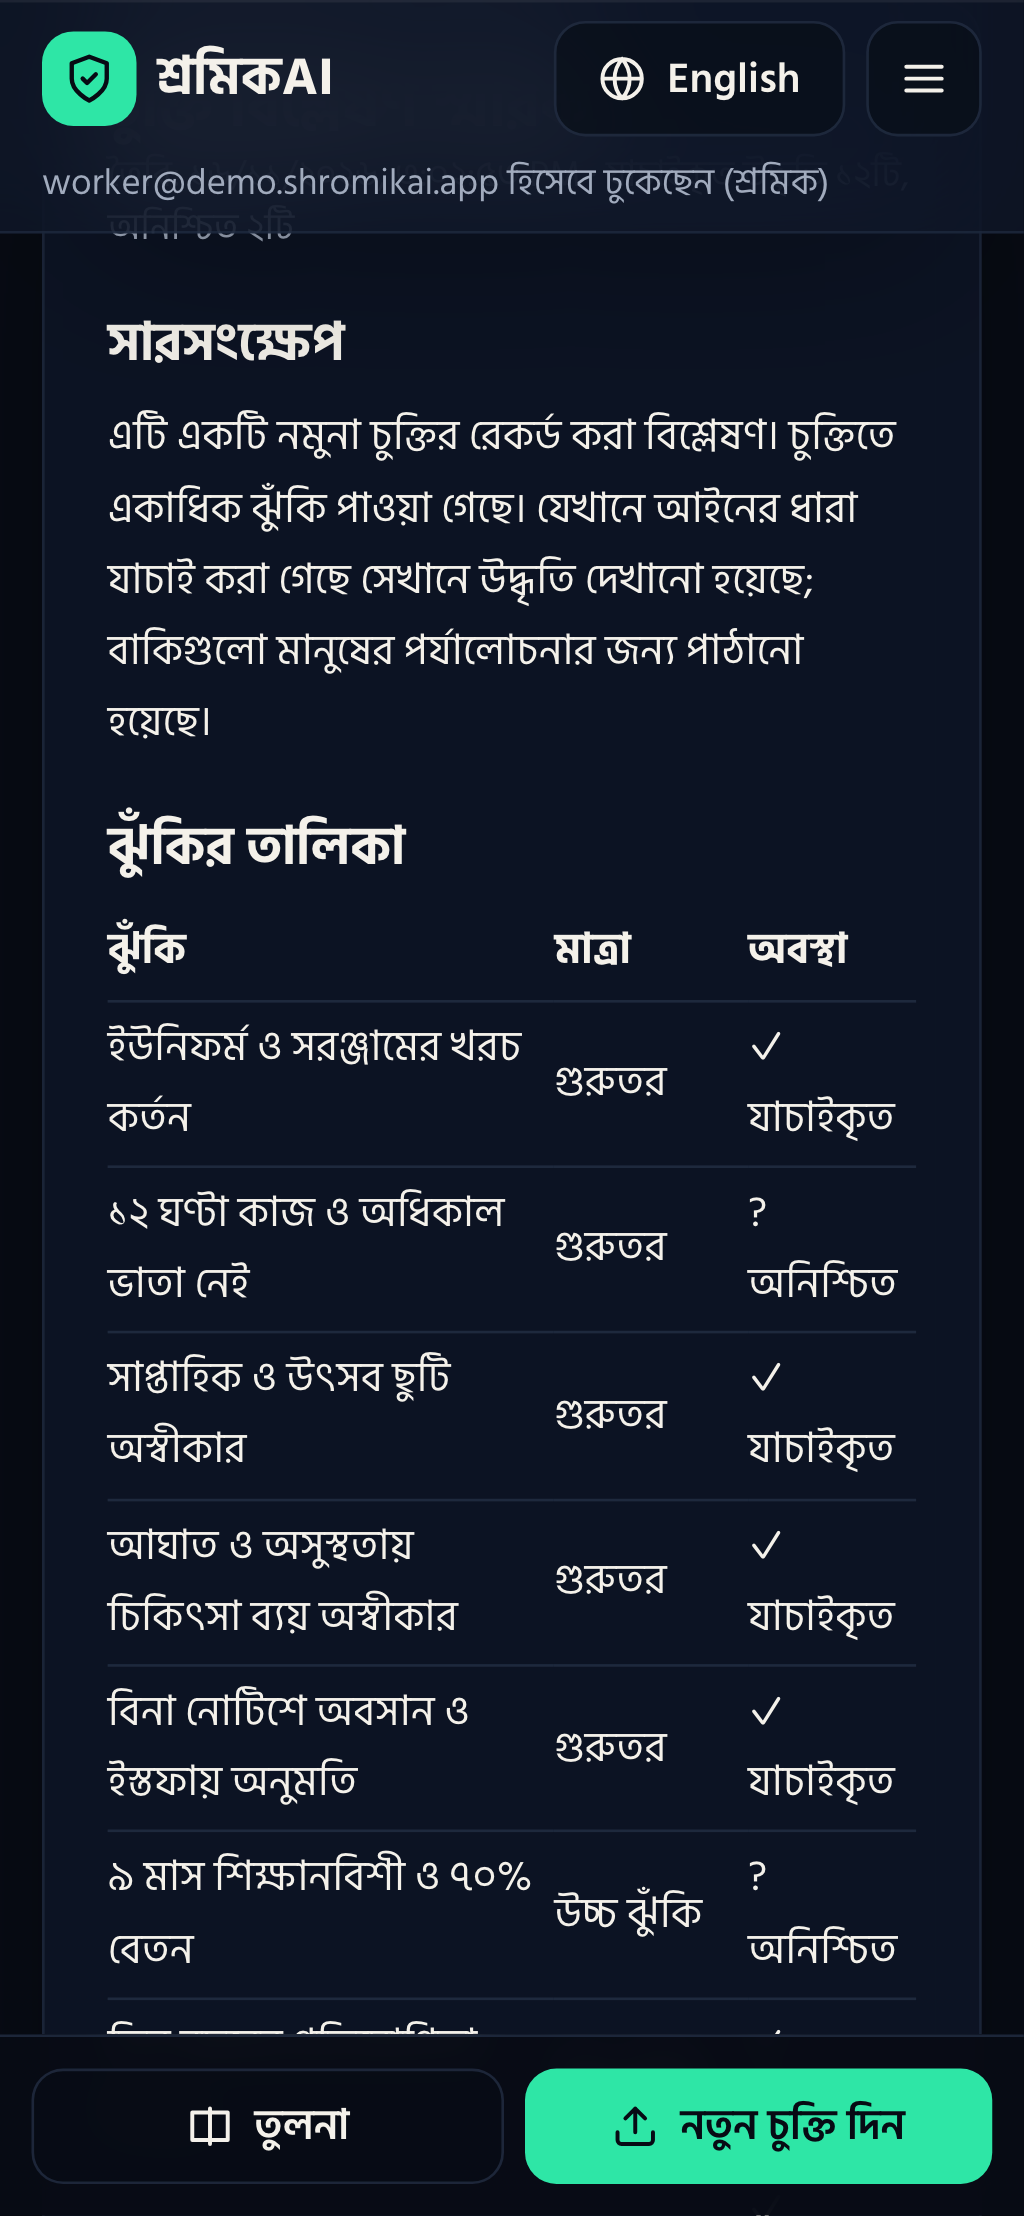 শ্রমিকAI
English
worker@demo.shromikai.app হিসেবে ঢুকেছেন (শ্রমিক)
অনিশ্চিত ২টি
সারসংক্ষেপ
এটি একটি নমুনা চুক্তির রেকর্ড করা বিশ্লেষণ। চুক্তিতে
একাধিক ঝুঁকি পাওয়া গেছে। যেখানে আইনের ধারা
যাচাই করা গেছে সেখানে উদ্ধৃতি দেখানো হয়েছে;
বাকিগুলো মানুষের পর্যালোচনার জন্য পাঠানো
হয়েছে।
ঝুঁকির তালিকা
ঝুঁকি মাত্রা অবস্থা
ইউনিফর্ম ও সরঞ্জামের খরচ
কর্তন
গুরুতর
✓
যাচাইকৃত
১২ ঘণ্টা কাজ ও অধিকাল
ভাতা নেই
গুরুতর
?
অনিশ্চিত
সাপ্তাহিক ও উৎসব ছুটি
অস্বীকার
গুরুতর
✓
যাচাইকৃত
আঘাত ও অসুস্থতায়
চিকিৎসা ব্যয় অস্বীকার
গুরুতর
✓
যাচাইকৃত
বিনা নোটিশে অবসান ও
ইস্তফায় অনুমতি
গুরুতর
✓
যাচাইকৃত
৯ মাস শিক্ষানবিশী ও ৭০%
বেতন
উচ্চ ঝুঁকি
?
অনিশ্চিত
তুলনা
নতুন চুক্তি দিন